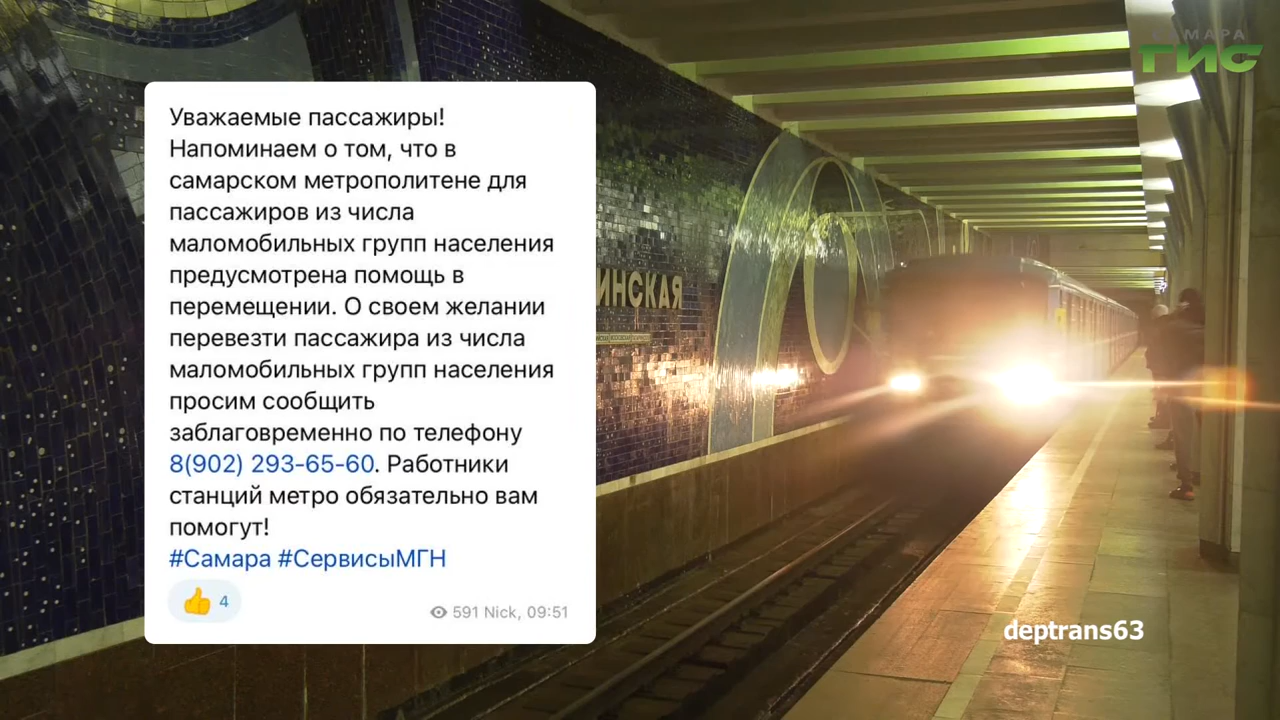 Уважаемые пассажиры!
Напоминаем о том, что в
самарском метрополитене для
пассажиров из числа
маломобильных групп населения
предусмотрена помощь в
перемещении. О своем желании
перевезти пассажира из числа
маломобильных групп населения
просим сообщить
заблаговременно по телефону
8(902) 293-65-60. Работники
станций метро обязательно вам
помогут!
#Самара #СервисыМГН
4
591 Nick, 09:51
ИНСКАЯ
САМАРА
ГИС
deptrans63